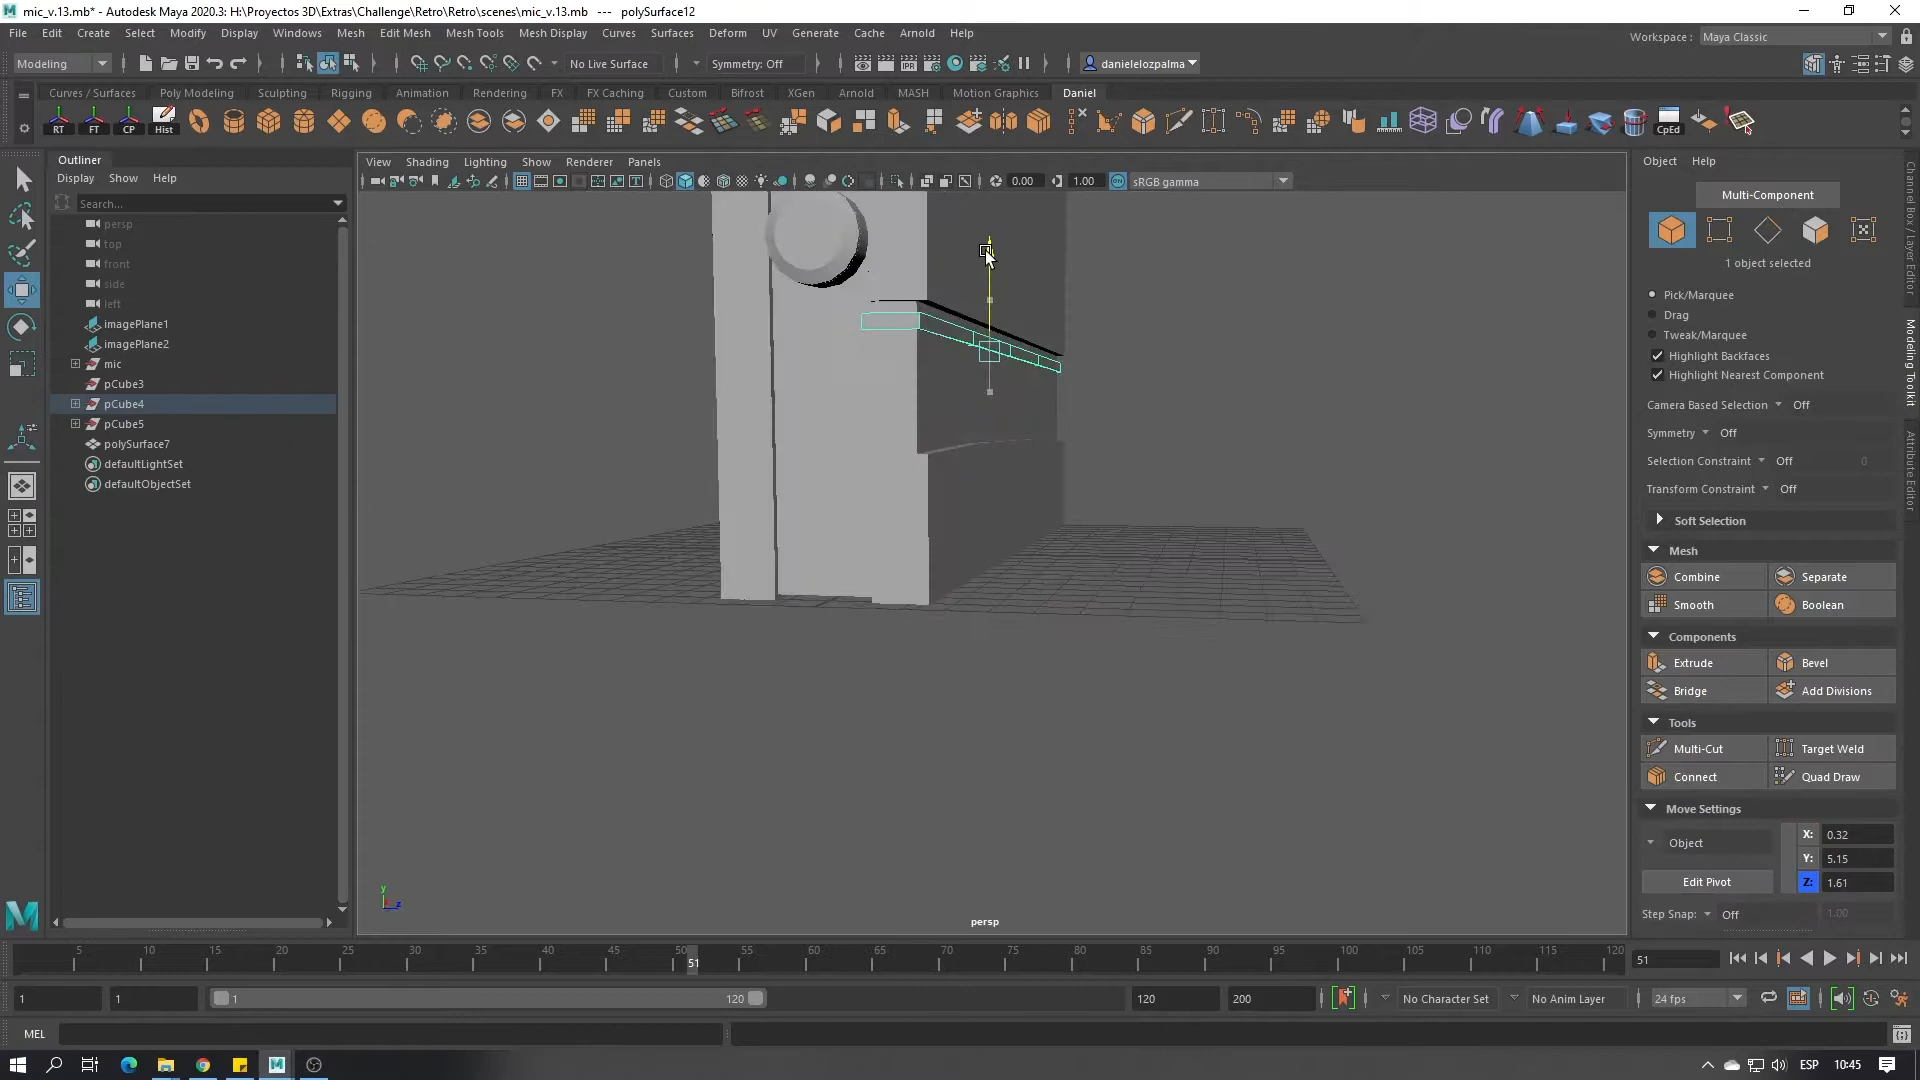 mic_v.13.mb* - Autodesk Maya 2020.3: H:\Proyectos 3D\Extras\Challenge\Retro\Retro\scenes\mic_v.13.mb --- polySurface12
File Edit Create Select Modify Display Windows Mesh Edit Mesh Mesh Tools Mesh Display Curves Surfaces Deform UV Generate Cache Arnold Help
Workspace : Maya Classic
Modeling No Live Surface Symmetry: Off danielelozpalma
Curves / Surfaces Poly Modeling Sculpting Rigging Animation Rendering FX FX Caching Custom Bifrost XGen Arnold MASH Motion Graphics Daniel
RT FT CP Hist CpEd
Outliner
Display Show Help
Search...
persp
top
front
side
left
imagePlane1
imagePlane2
mic
pCube3
pCube4
pCube5
polySurface7
defaultLightSet
defaultObjectSet
View Shading Lighting Show Renderer Panels
0.00 1.00 ON sRGB gamma
y
z
persp
Object Help
Multi-Component
1 object selected
Pick/Marquee
Drag
Tweak/Marquee
Highlight Backfaces
Highlight Nearest Component
Camera Based Selection Off
Symmetry Off
Selection Constraint Off 0
Transform Constraint Off
Soft Selection
Mesh
Combine Separate
Smooth Boolean
Components
Extrude Bevel
Bridge Add Divisions
Tools
Multi-Cut Target Weld
Connect Quad Draw
Move Settings
Object
X: 0.32
Y: 5.15
Z: 1.61
Edit Pivot
Step Snap: Off 1.00
Channel Box / Layer Editor
Modeling Toolkit
Attribute Editor
5 10 15 20 25 30 35 40 45 50 55 60 65 70 75 80 85 90 95 100 105 110 115 120
51
51
1 1 1 120 120 200 No Character Set No Anim Layer 24 fps
MEL
ESP 10:45